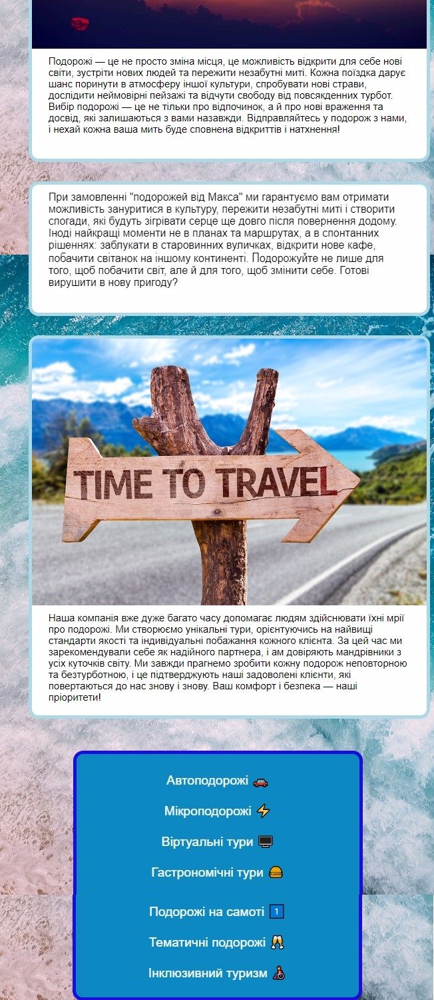 Подорожі — це не просто зміна місця, це можливість відкрити для себе нові
світи, зустріти нових людей та пережити незабутні миті. Кожна поїздка дарує
шанс поринути в атмосферу іншої культури, спробувати нові страви,
дослідити неймовірні пейзажі та відчути свободу від повсякденних турбот.
Вибір подорожі — це не тільки про відпочинок, а й про нові враження та
досвід, які залишаються з вами назавжди. Відправляйтесь у подорож з нами,
і нехай кожна ваша мить буде сповнена відкриттів і натхнення!
При замовленні "подорожей від Макса" ми гарантуємо вам отримати
можливість зануритися в культуру, пережити незабутні миті і створити
спогади, які будуть зігрівати серце ще довго після повернення додому.
Іноді найкращі моменти не в планах та маршрутах, а в спонтанних
рішеннях: заблукати в старовинних вуличках, відкрити нове кафе,
побачити світанок на іншому континенті. Подорожуйте не лише для
того, щоб побачити світ, але й для того, щоб змінити себе. Готові
вирушити в нову пригоду?
TIME TO TRAVEL
Наша компанія вже дуже багато часу допомагає людям здійснювати їхні мрії
про подорожі. Ми створюємо унікальні тури, орієнтуючись на найвищі
стандарти якості та індивідуальні побажання кожного клієнта. За цей час ми
зарекомендували себе як надійного партнера, і ам довіряють мандрівники з
усіх куточків світу. Ми завжди прагнемо зробити кожну подорож неповторною
та безтурботною, і це підтверджують наші задоволені клієнти, які
повертаються до нас знову і знову. Ваш комфорт і безпека — наші
пріоритети!
Автоподорожі 🚗
Мікроподорожі ⚡
Віртуальні тури 🖥️
Гастрономічні тури 🍔
Подорожі на самоті 1️⃣
Тематичні подорожі 🥂
Інклюзивний туризм 👩‍🦽